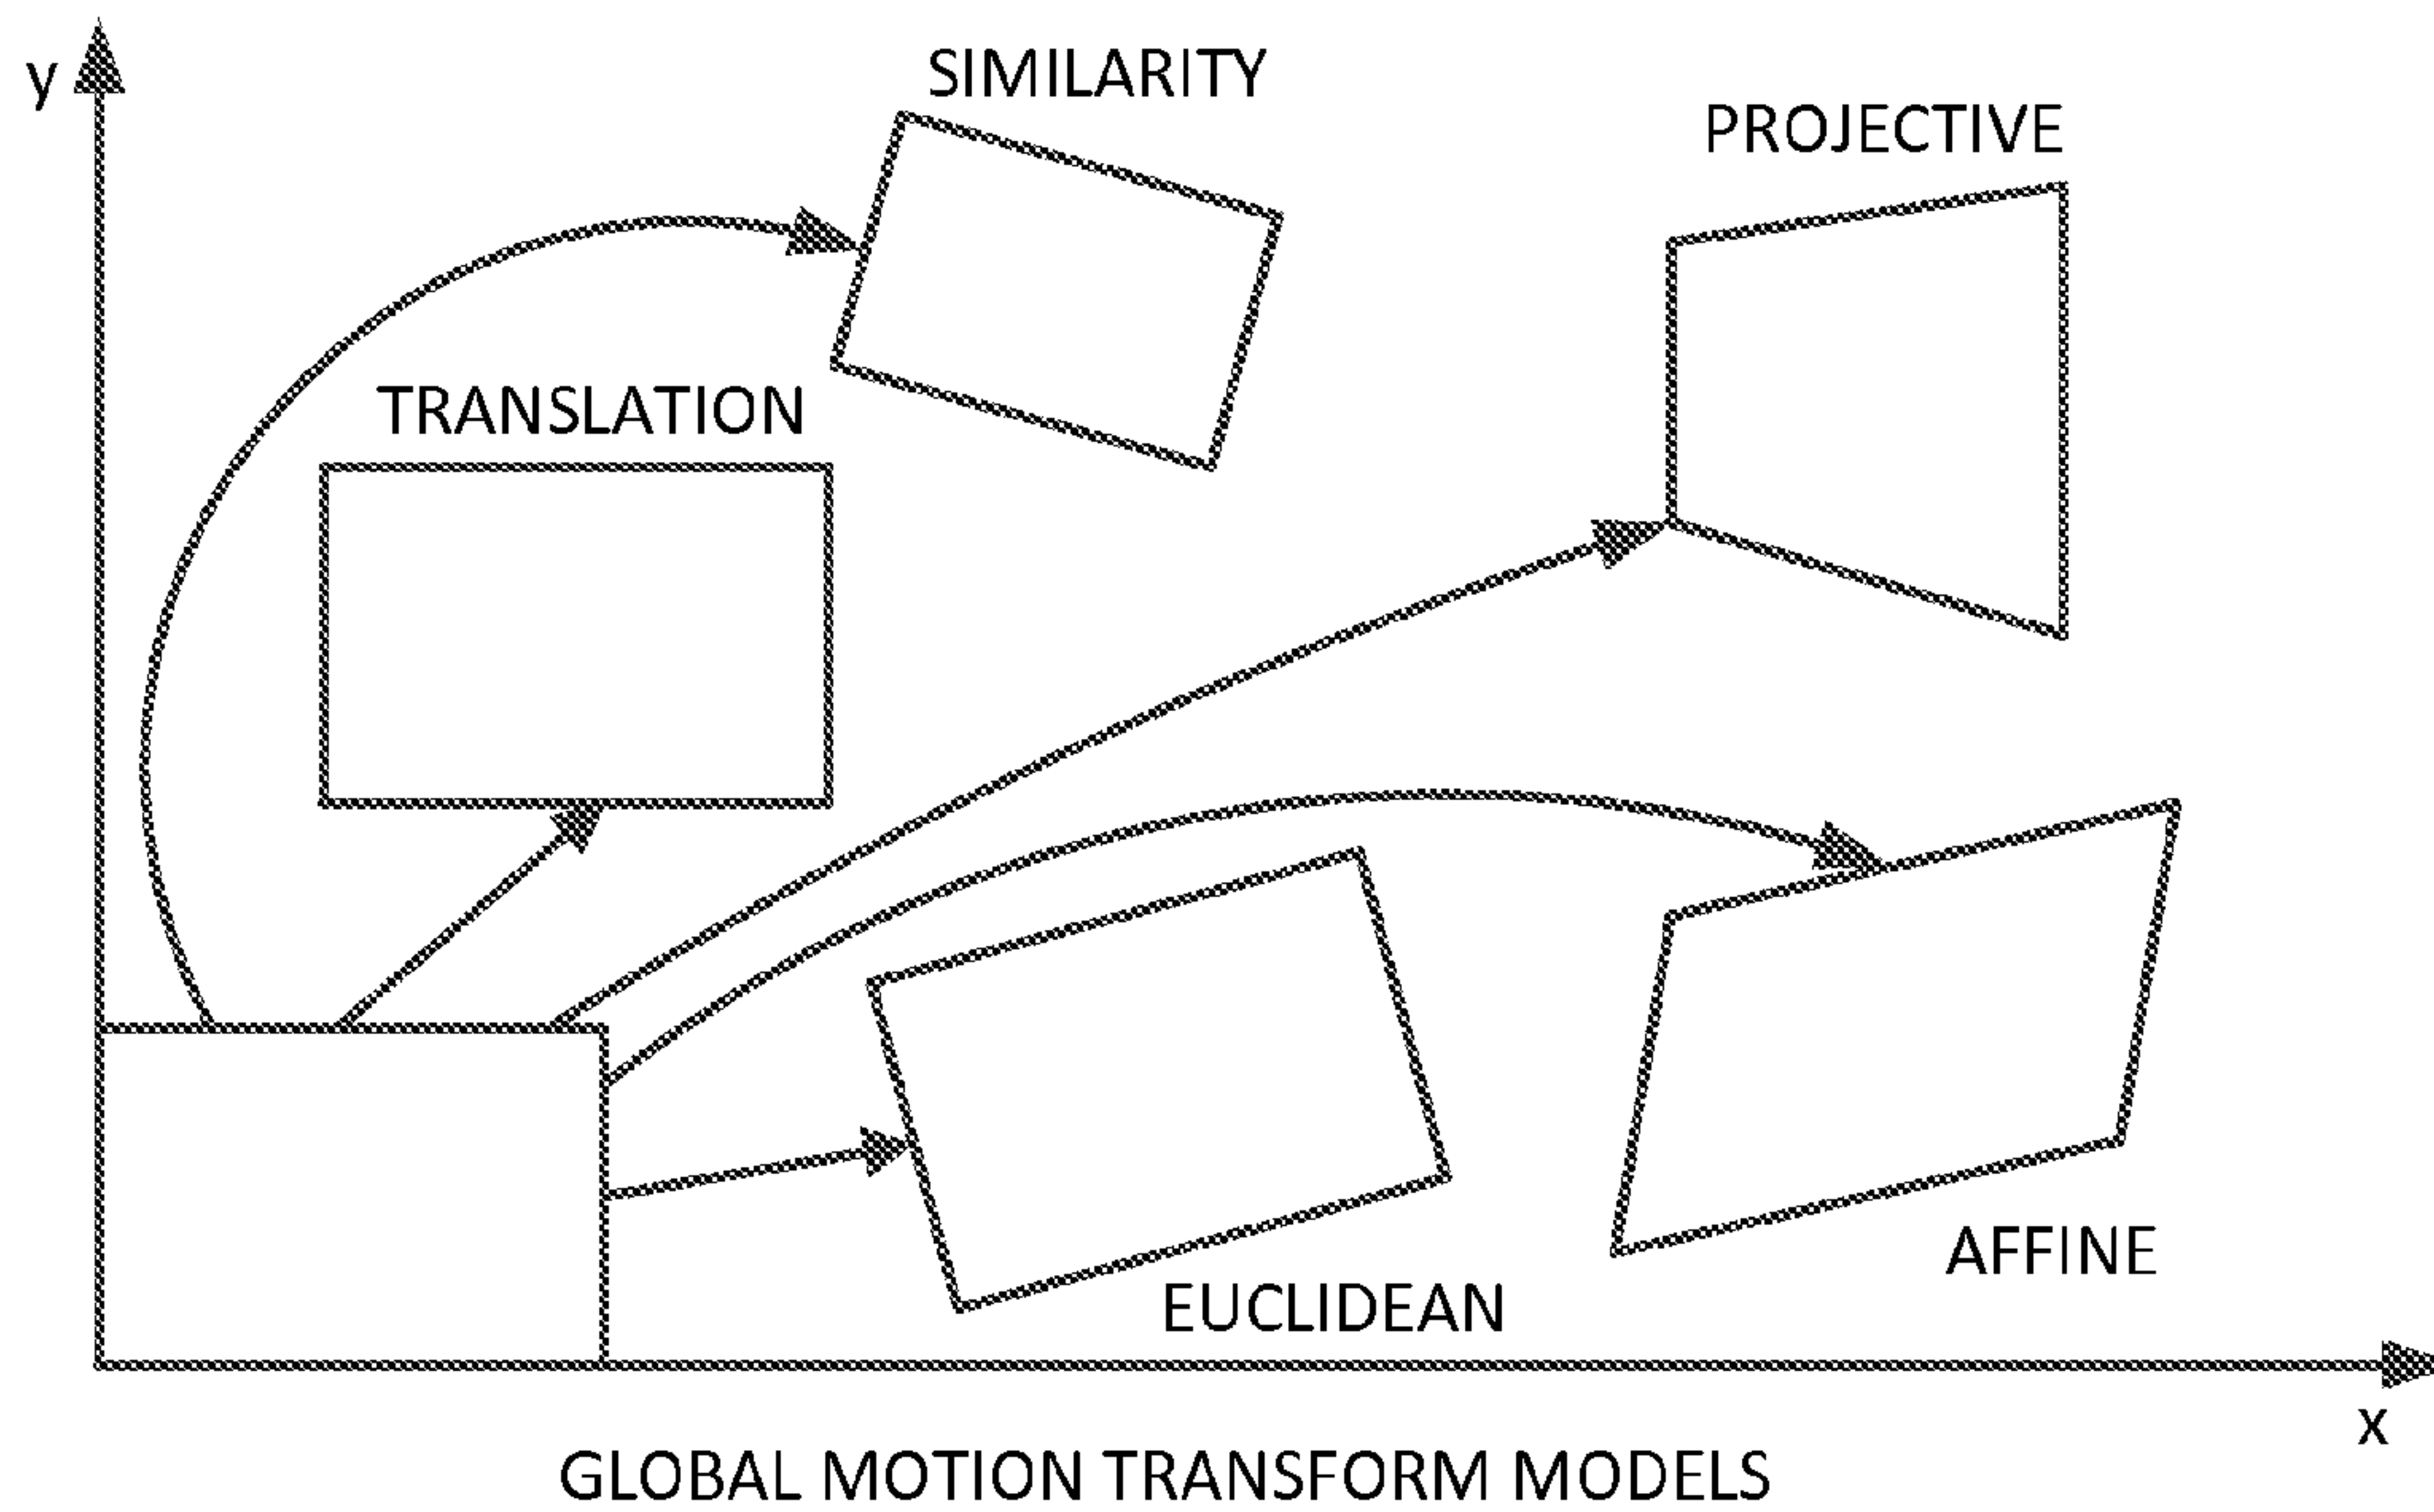 y
SIMILARITY
PROJECTIVE
TRANSLATION
AFFINE
EUCLIDEAN
x
GLOBAL MOTION TRANSFORM MODELS